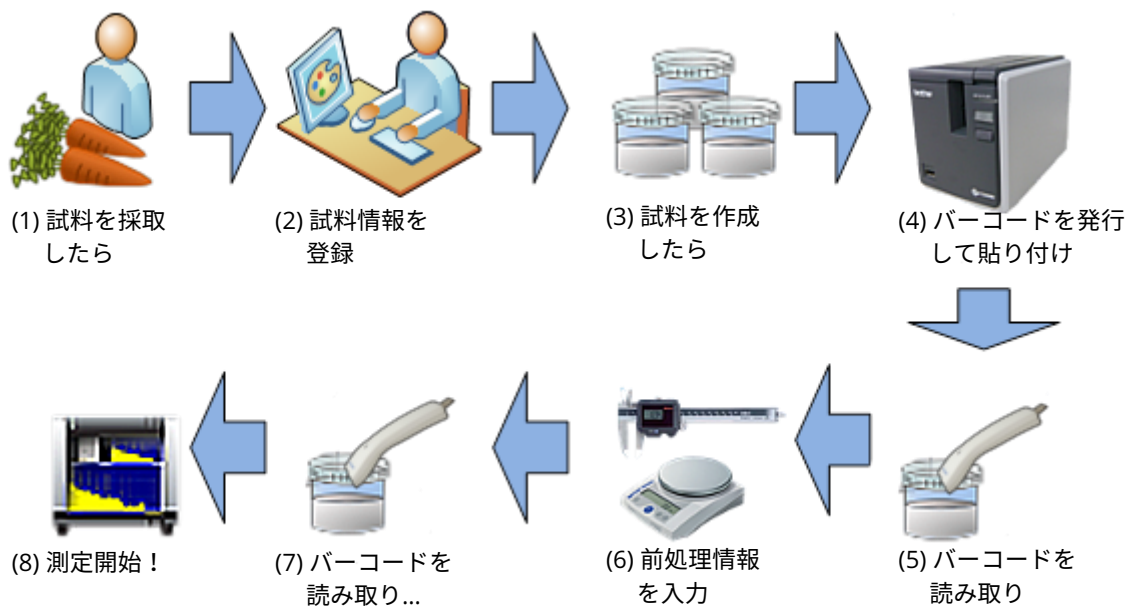 (1) 試料を採取
したら
(2) 試料情報を
登録
(3) 試料を作成
したら
(4) バーコードを発行
して貼り付け
(5) バーコードを
読み取り
(6) 前処理情報
を入力
(7) バーコードを
読み取り...
(8) 測定開始！
brother